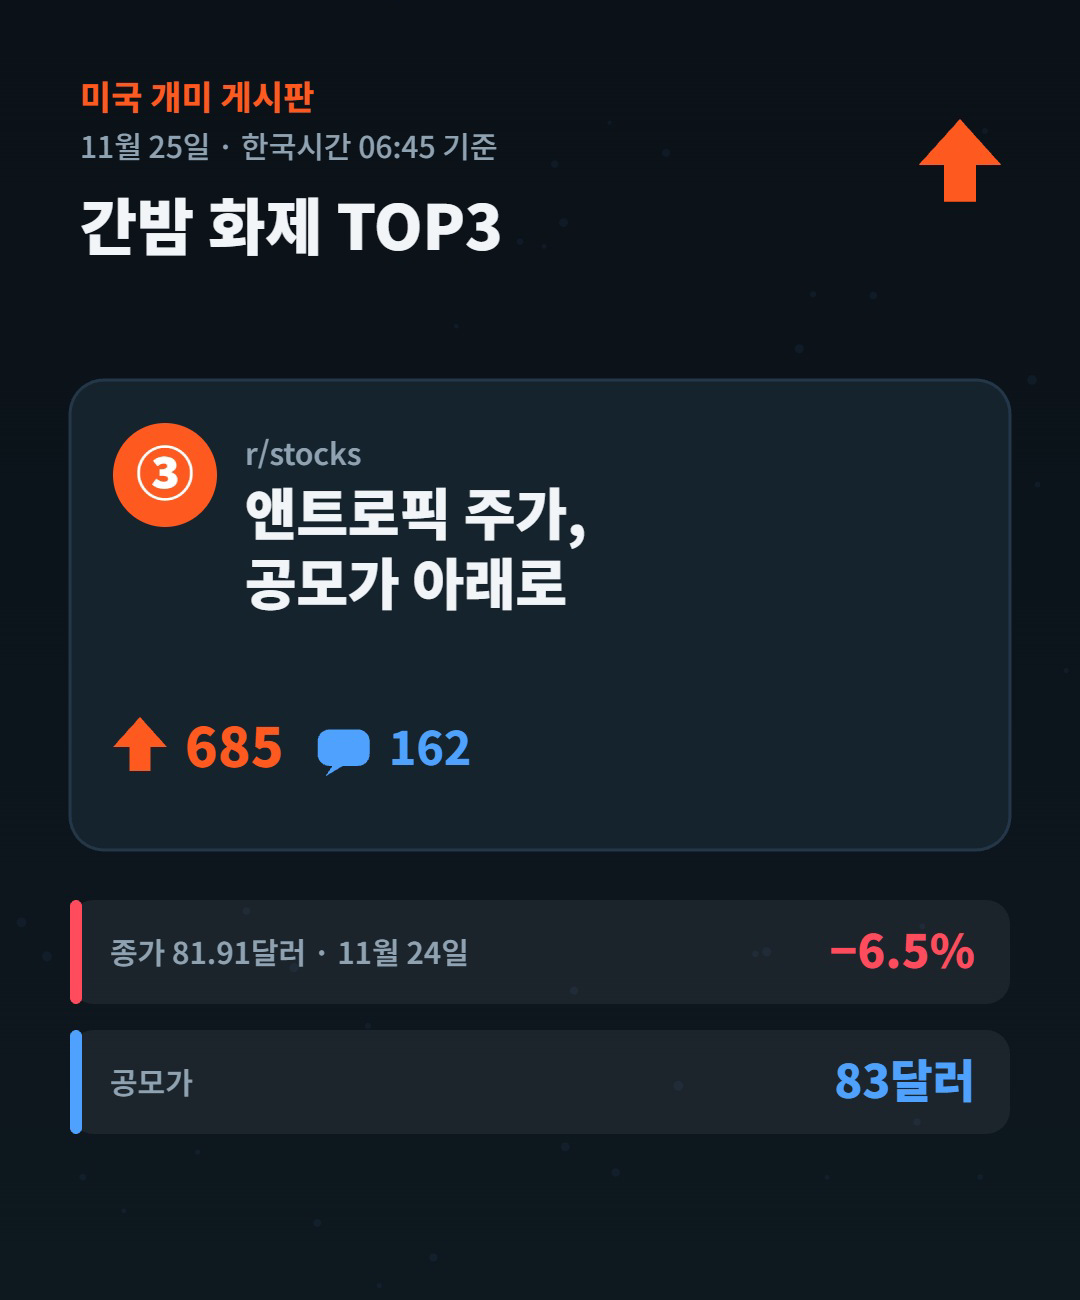 미국 개미 게시판
11월 25일 · 한국시간 06:45 기준
간밤 화제 TOP3
③
r/stocks
앤트로픽 주가,
공모가 아래로
685
162
종가 81.91달러 · 11월 24일
−6.5%
공모가
83달러